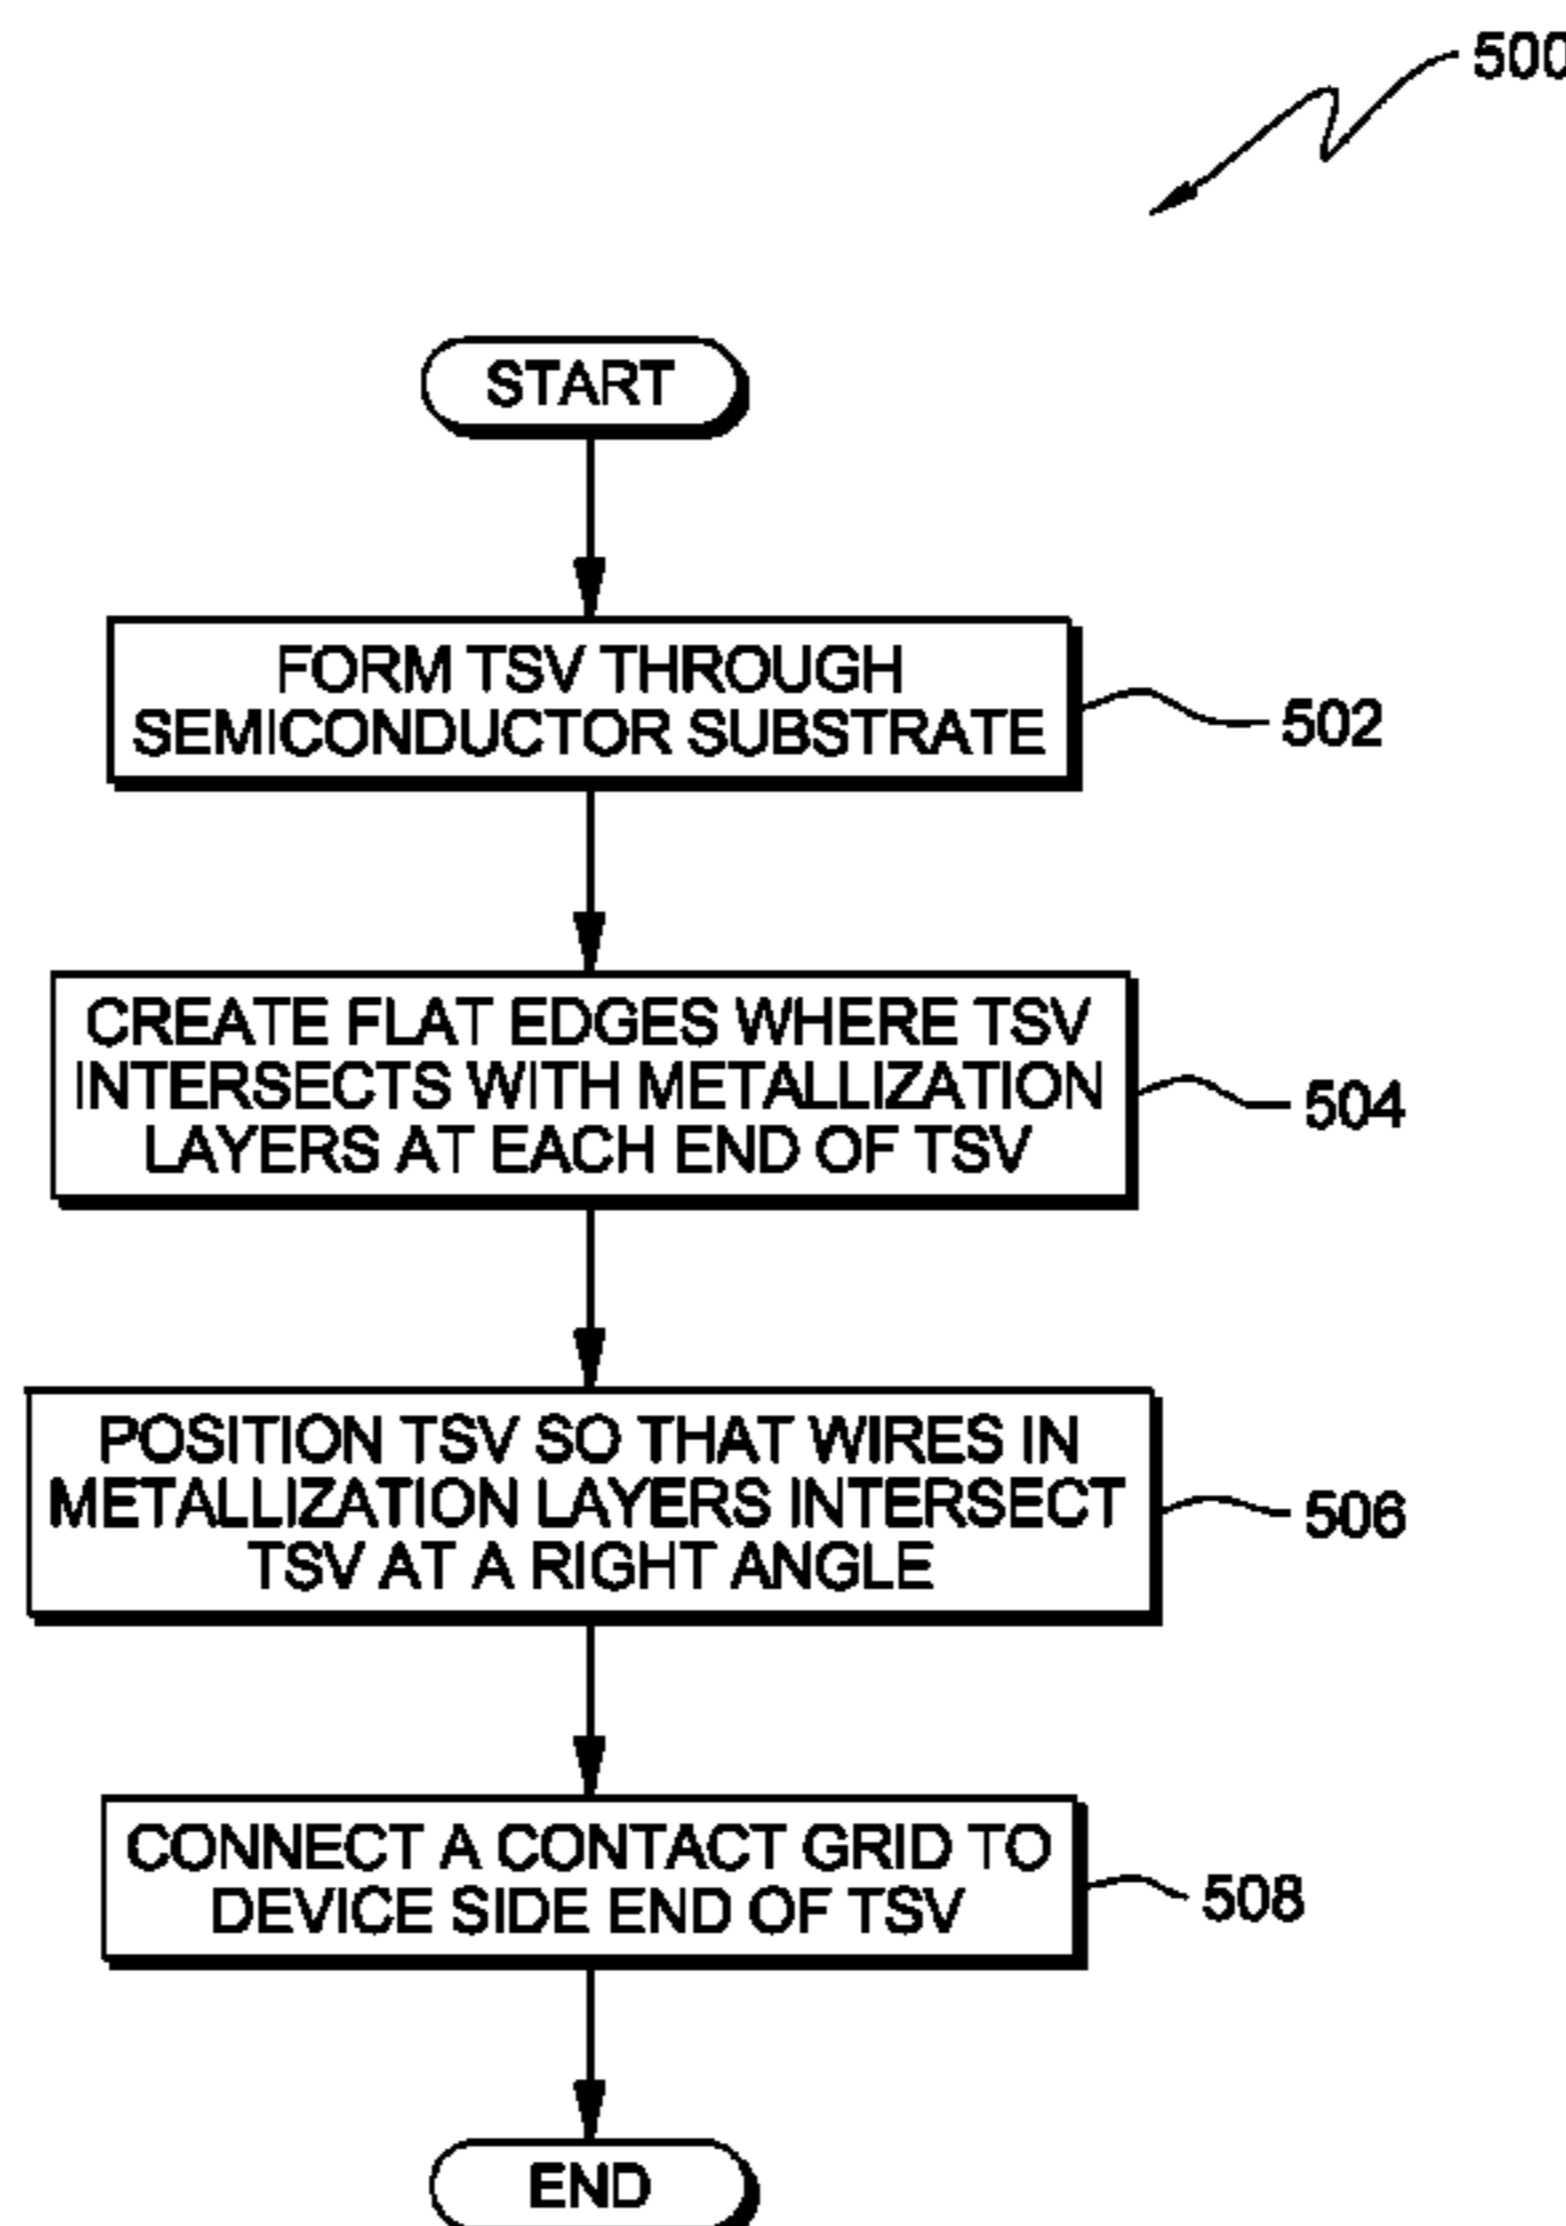 500
START
FORM TSV THROUGH
SEMICONDUCTOR SUBSTRATE
502
CREATE FLAT EDGES WHERE TSV
INTERSECTS WITH METALLIZATION
LAYERS AT EACH END OF TSV
504
POSITION TSV SO THAT WIRES IN
METALLIZATION LAYERS INTERSECT
TSV AT A RIGHT ANGLE
506
CONNECT A CONTACT GRID TO
DEVICE SIDE END OF TSV
508
END